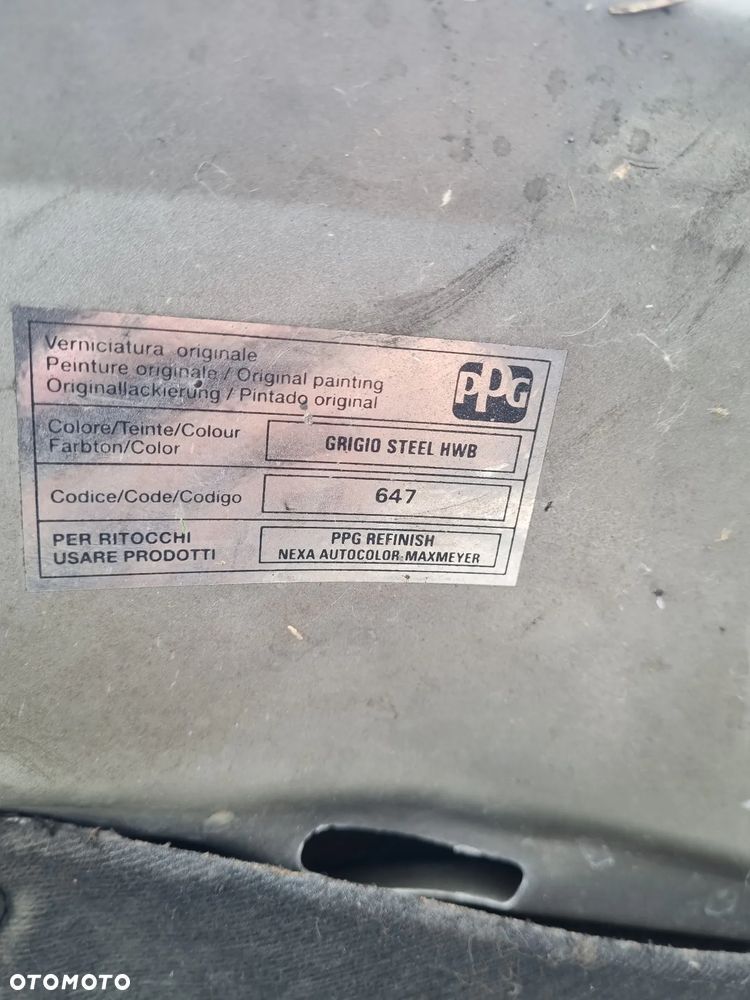 Verniciatura originale
Peinture originale / Original painting
Originallackierung / Pintado original
PPG
Colore/Teinte/Colour
Farbton/Color
GRIGIO STEEL HWB
Codice/Code/Codigo
647
PER RITOCCHI
USARE PRODOTTI
PPG REFINISH
NEXA AUTOCOLOR-MAXMEYER
OTOMOTO